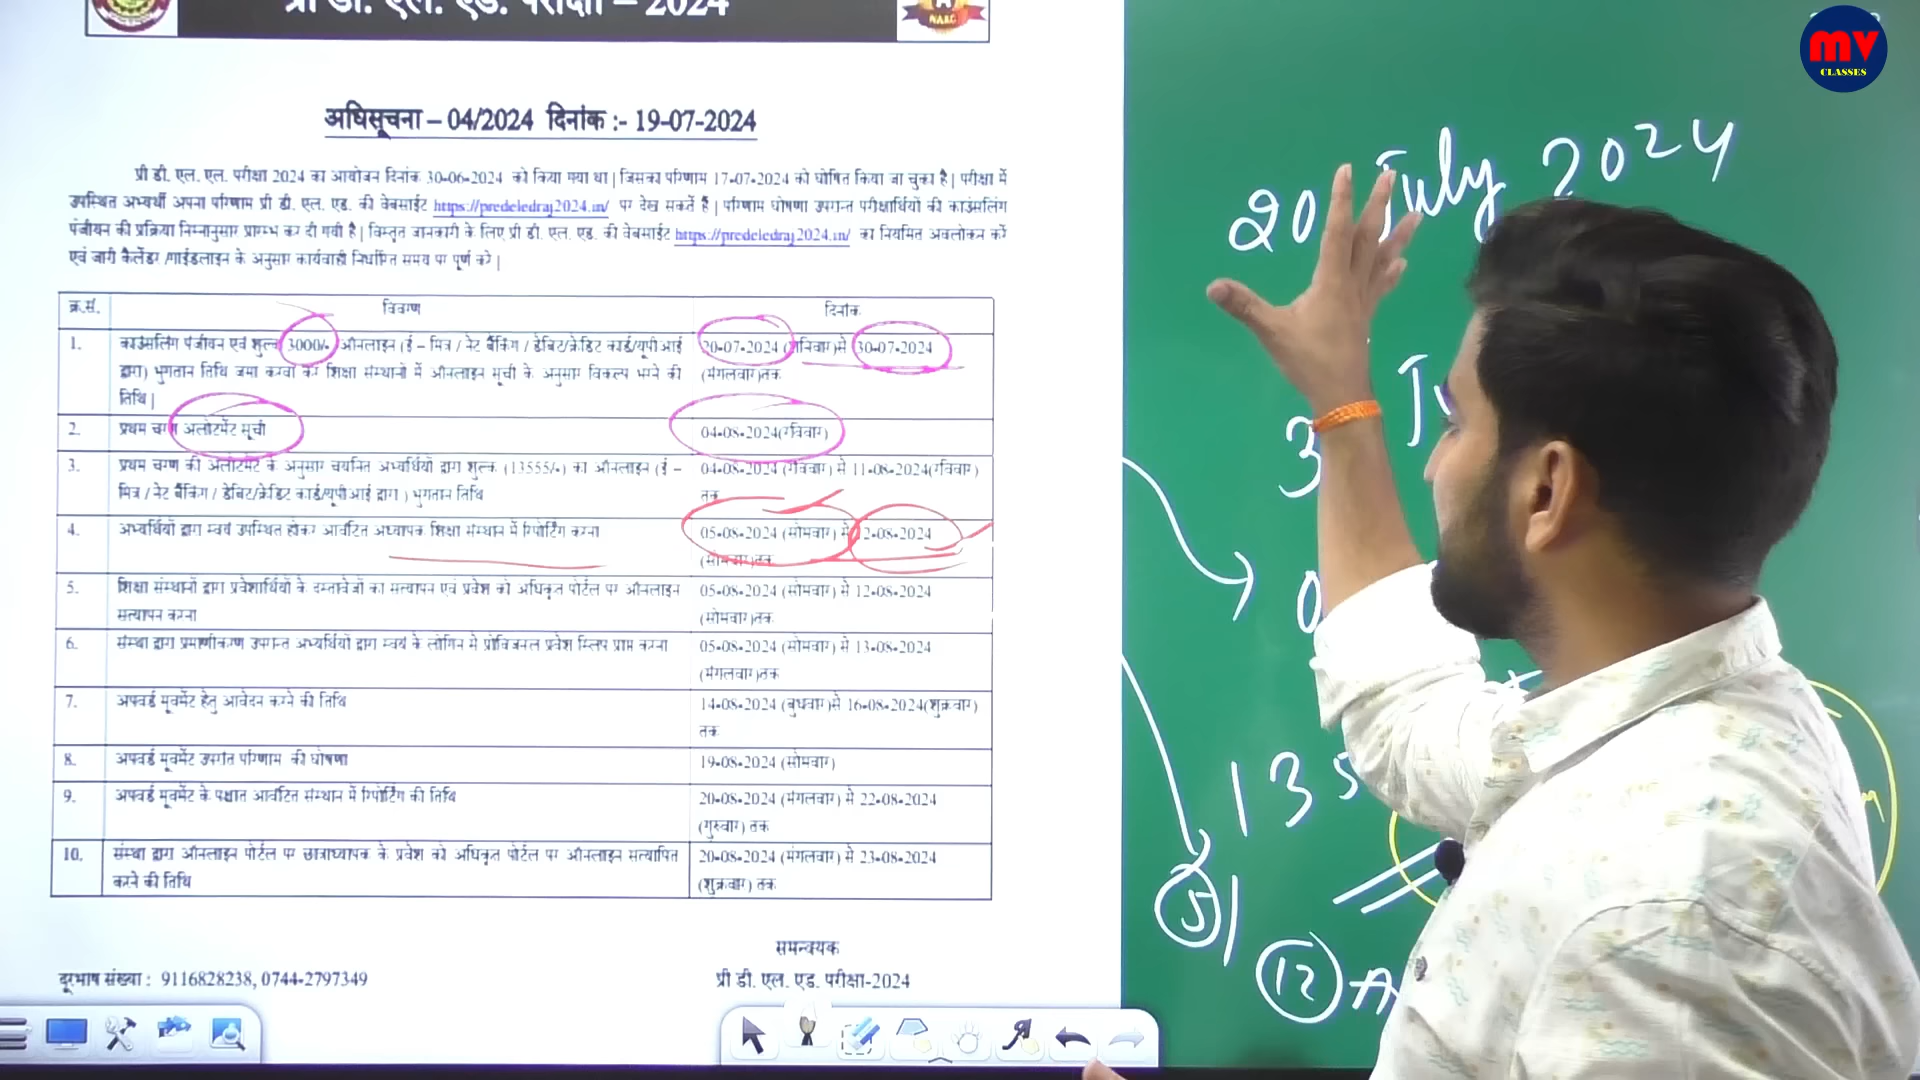 प्री डी. एल. एड. परीक्षा – 2024
NARC
MV
CLASSES
अधिसूचना – 04/2024 दिनांक :- 19-07-2024
प्री डी. एल. एल. परीक्षा 2024 का आयोजन दिनांक 30-06-2024 को किया गया था | जिसका परिणाम 17-07-2024 को घोषित किया जा चुका है | परीक्षा में
उपस्थित अभ्यर्थी अपना परिणाम प्री डी. एल. एड. की वेबसाईट https://predeledraj2024.in/ पर देख सकतें है | परिणाम घोषणा उपरान्त परीक्षार्थियों की काउंसलिंग
पंजीयन की प्रक्रिया निम्नानुसार प्रारम्भ कर दी गयी है | विस्तृत जानकारी के लिए प्री डी. एल. एड. की वेबसाईट https://predeledraj2024.in/ का नियमित अवलोकन करें
एवं जारी कैलेंडर /गाईडलाइन के अनुसार कार्यवाही निर्धारित समय पर पूर्ण करे |
क्र.सं. विवरण दिनांक
1. काउंसलिंग पंजीयन एवं शुल्क 3000/- ऑनलाइन (ई – मित्र / नेट बैंकिंग / डेबिट/क्रेडिट कार्ड/यूपीआई 20-07-2024 (शनिवार)से 30-07-2024
द्वारा) भुगतान तिथि जमा करवा कर शिक्षा संस्थानों में ऑनलाइन सूची के अनुसार विकल्प भरने की (मंगलवार)तक
तिथि |
2. प्रथम चरण अलोटमेंट सूची 04-08-2024(रविवार)
3. प्रथम चरण की अलोटमेंट के अनुसार चयनित अभ्यर्थियों द्वारा शुल्क (13555/-) का ऑनलाइन (ई – 04-08-2024 (रविवार) से 11-08-2024(रविवार)
मित्र / नेट बैंकिंग / डेबिट/क्रेडिट कार्ड/यूपीआई द्वारा ) भुगतान तिथि तक
4. अभ्यर्थियों द्वारा स्वयं उपस्थित होकर आवंटित अध्यापक शिक्षा संस्थान में रिपोर्टिंग करना 05-08-2024 (सोमवार) से 12-08-2024
(सोमवार)तक
5. शिक्षा संस्थानों द्वारा प्रवेशार्थियों के दस्तावेजों का सत्यापन एवं प्रवेश को अधिकृत पोर्टल पर ऑनलाइन 05-08-2024 (सोमवार) से 12-08-2024
सत्यापन करना (सोमवार)तक
6. संस्था द्वारा प्रमाणीकरण उपरान्त अभ्यर्थियों द्वारा स्वयं के लोगिन में प्रोविजनल प्रवेश स्लिप प्राप्त करना 05-08-2024 (सोमवार) से 13-08-2024
(मंगलवार)तक
7. अपवर्ड मूवमेंट हेतु आवेदन करने की तिथि 14-08-2024 (बुधवार)से 16-08-2024(शुक्रवार)
तक
8. अपवर्ड मूवमेंट उपरांत परिणाम की घोषणा 19-08-2024 (सोमवार)
9. अपवर्ड मूवमेंट के पश्चात आवंटित संस्थान में रिपोर्टिंग की तिथि 20-08-2024 (मंगलवार) से 22-08-2024
(गुरुवार) तक
10. संस्था द्वारा ऑनलाइन पोर्टल पर छात्राध्यापक के प्रवेश को अधिकृत पोर्टल पर ऑनलाइन सत्यापित 20-08-2024 (मंगलवार) से 23-08-2024
करने की तिथि (शुक्रवार) तक
समन्वयक
दूरभाष संख्या : 9116828238, 0744-2797349 प्री डी. एल. एड. परीक्षा-2024
20 July 2024
3
0
135
5
12 A